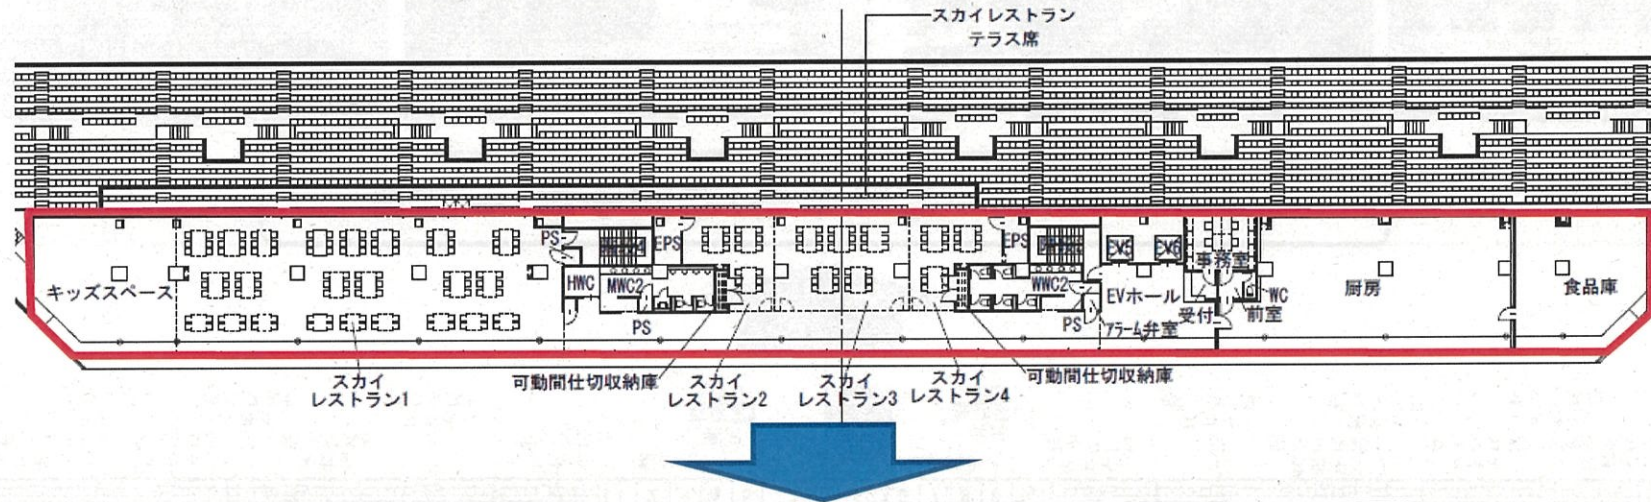 スカイレストラン
テラス席
PS
EPS
EPS
EV5
EV6
事務室
キッズスペース
HWC
MWC2
WWC2
EVホール
WC
厨房
食品庫
受付
前室
PS
PS
アラーム弁室
スカイ
レストラン1
可動間仕切収納庫
スカイ
レストラン2
スカイ
レストラン3
スカイ
レストラン4
可動間仕切収納庫